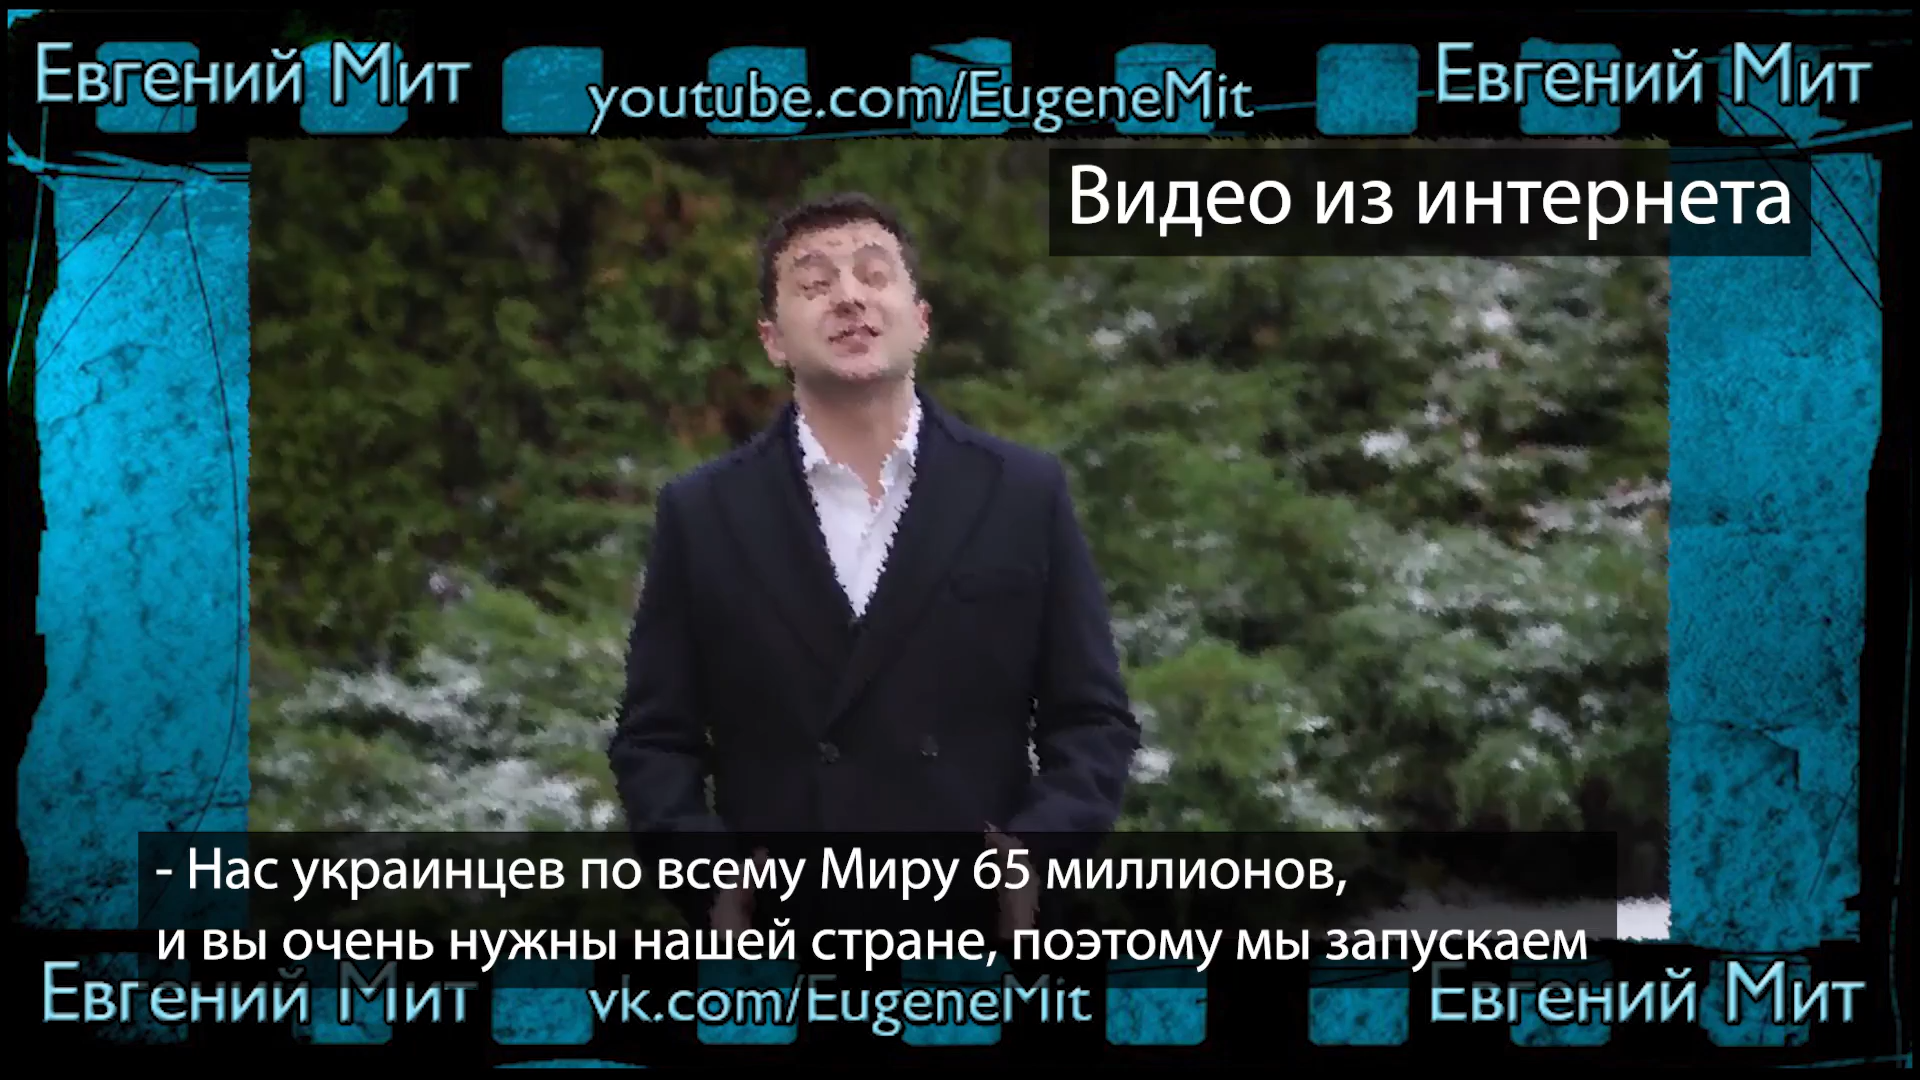 Евгений Мит
youtube.com/EugeneMit
Евгений Мит
Видео из интернета
- Нас украинцев по всему Миру 65 миллионов,
и вы очень нужны нашей стране, поэтому мы запускаем
Евгений Мит
vk.com/EugeneMit
Евгений Мит